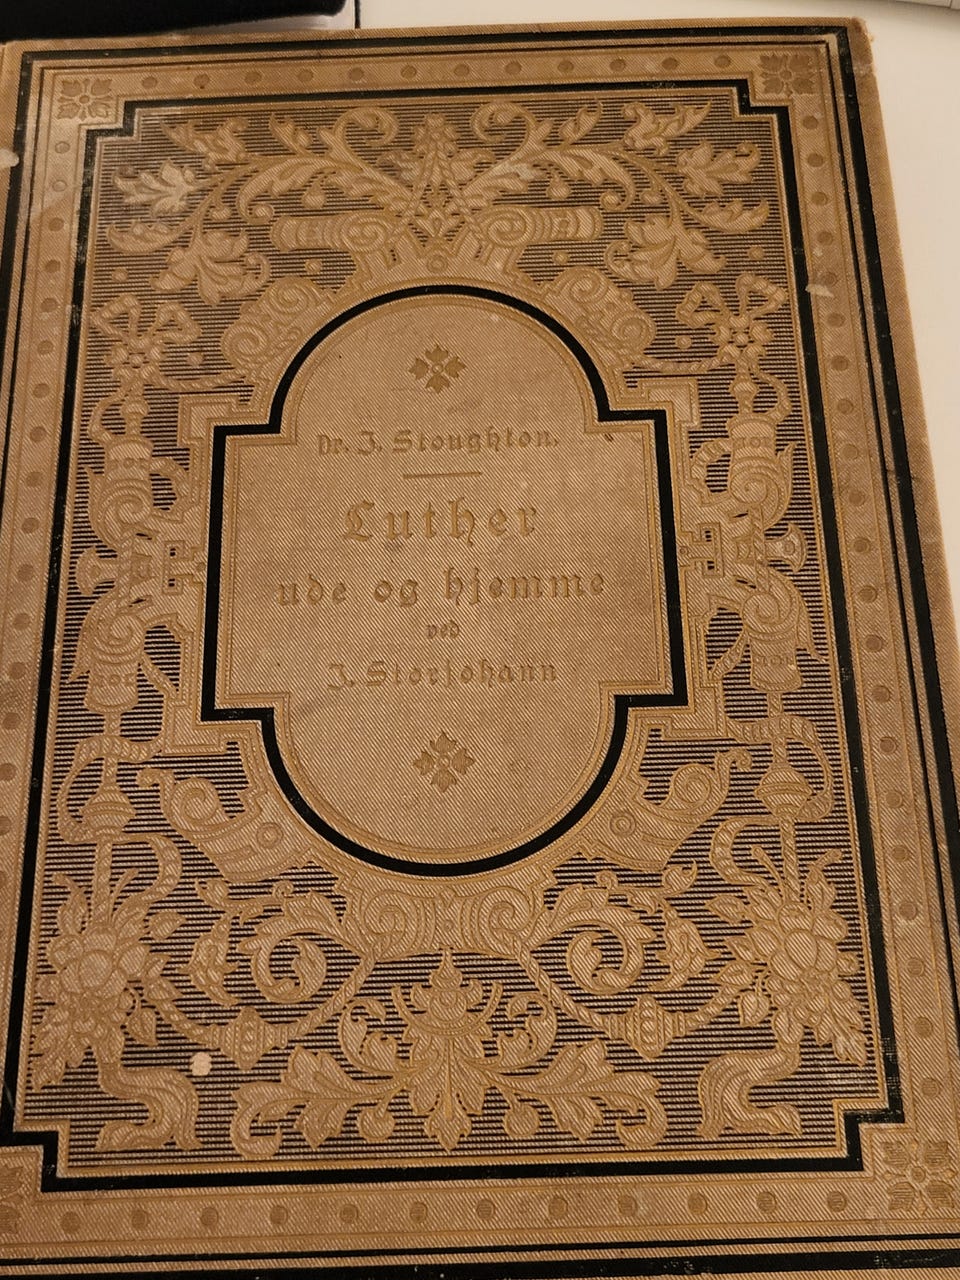 Dr. J. Stoughton.
Luther
ude og hjemme
ved
J. Storjohann